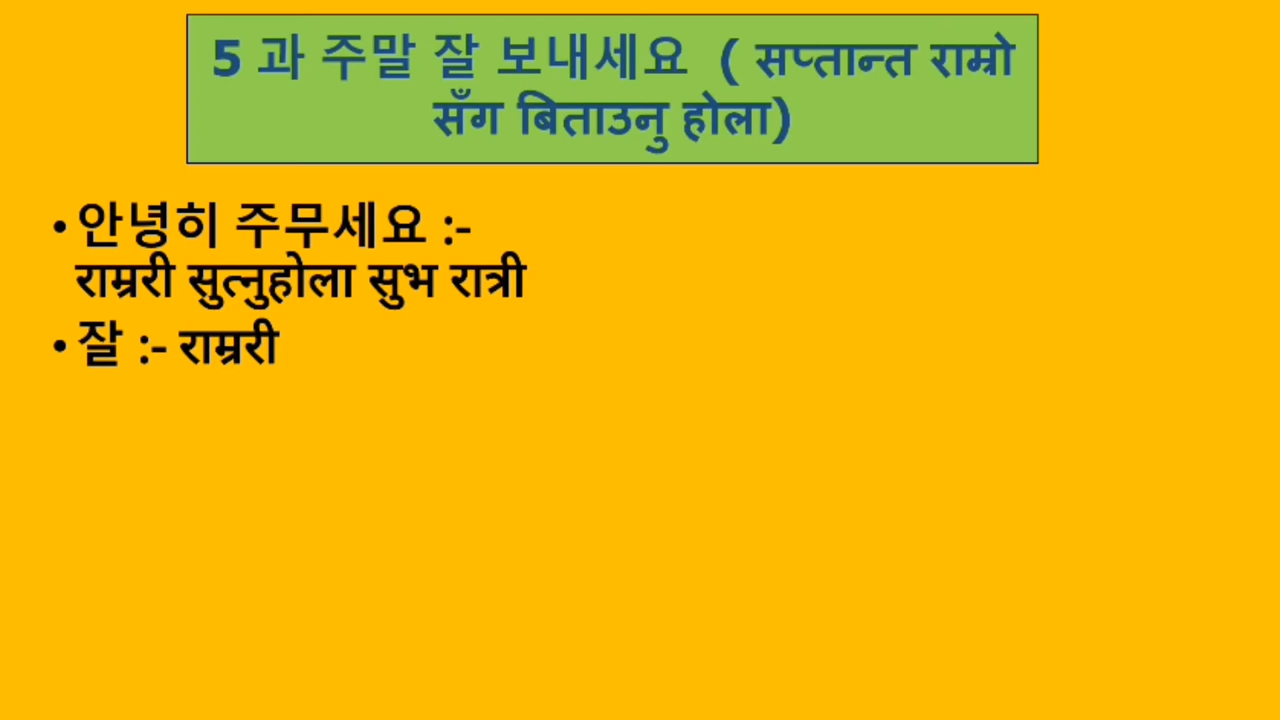 5 과 주말 잘 보내세요 ( सप्तान्त राम्रो
सँग बिताउनु होला)
• 안녕히 주무세요 :-
राम्ररी सुत्नुहोला सुभ रात्री
• 잘 :- राम्ररी